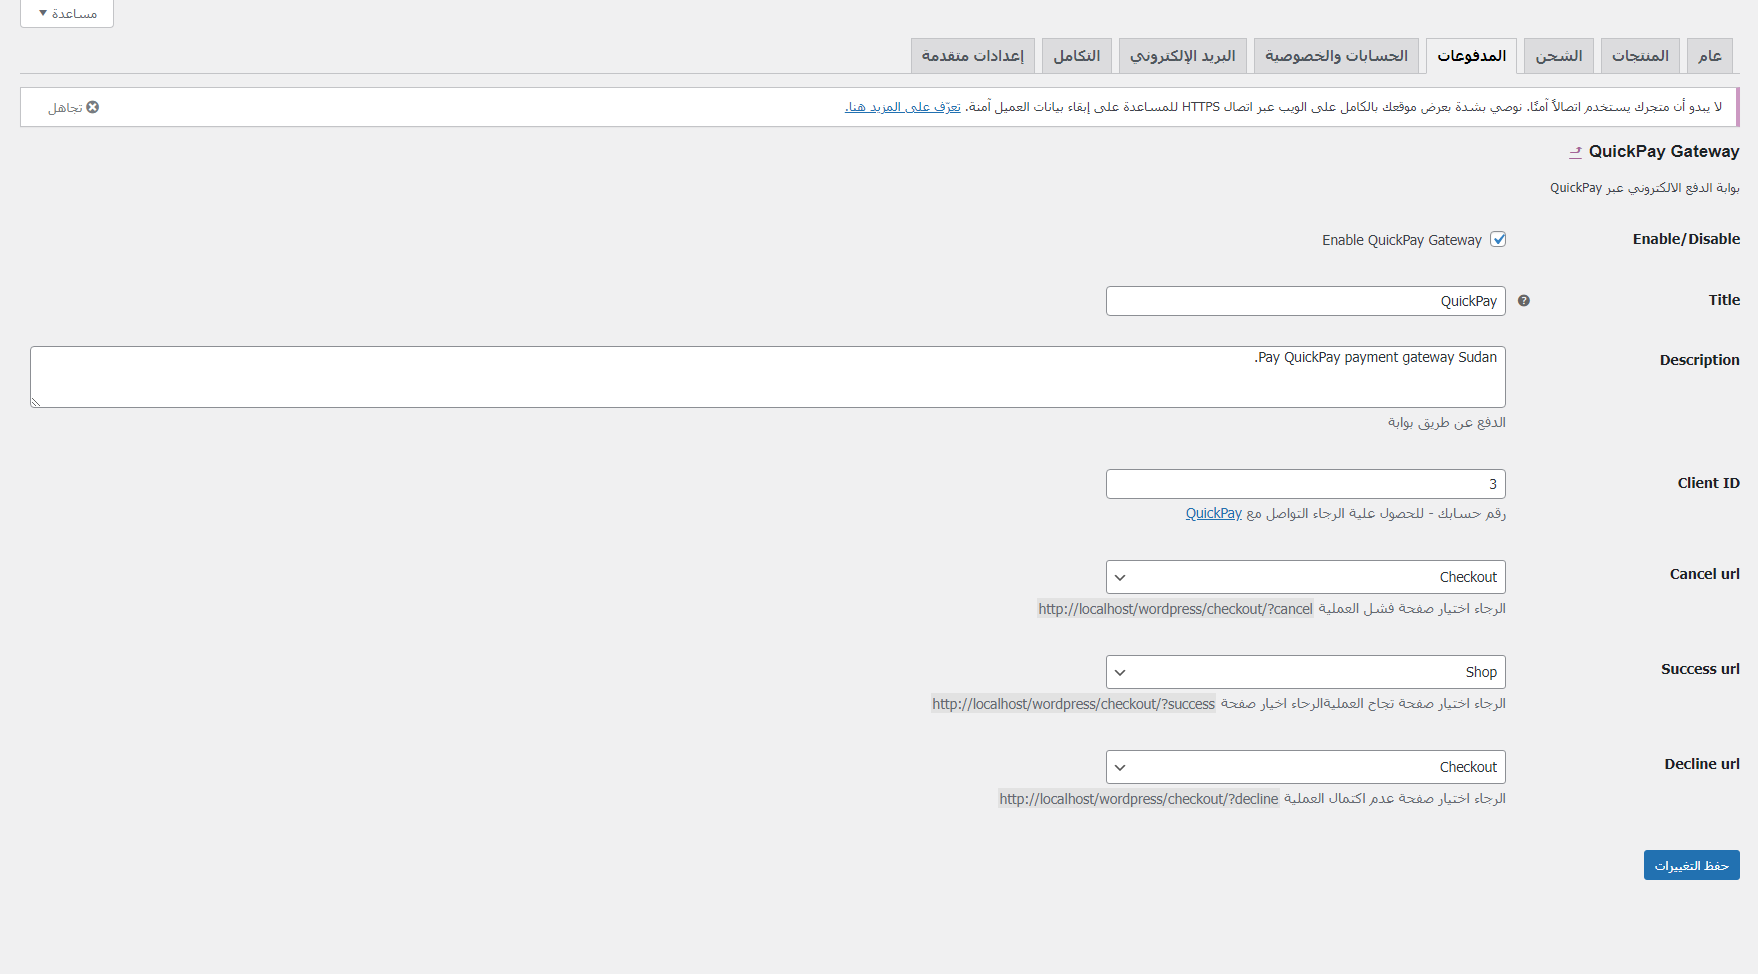 مساعدة ▼
عام
المنتجات
الشحن
المدفوعات
الحسابات والخصوصية
البريد الإلكتروني
التكامل
إعدادات متقدمة
لا يبدو أن متجرك يستخدم اتصالاً آمنًا. نوصي بشدة بعرض موقعك بالكامل على الويب عبر اتصال HTTPS للمساعدة على إبقاء بيانات العميل آمنة. تعرّف على المزيد هنا.
تجاهل
QuickPay Gateway
بوابة الدفع الالكتروني عبر QuickPay
Enable/Disable
Enable QuickPay Gateway
Title
QuickPay
Description
.Pay QuickPay payment gateway Sudan
الدفع عن طريق بوابة
Client ID
3
رقم حسابك - للحصول علية الرجاء التواصل مع QuickPay
Cancel url
Checkout
الرجاء اختيار صفحة فشل العملية http://localhost/wordpress/checkout/?cancel
Success url
Shop
الرجاء اختيار صفحة نجاح العمليةالرجاء اخيار صفحة http://localhost/wordpress/checkout/?success
Decline url
Checkout
الرجاء اختيار صفحة عدم اكتمال العملية http://localhost/wordpress/checkout/?decline
حفظ التغييرات